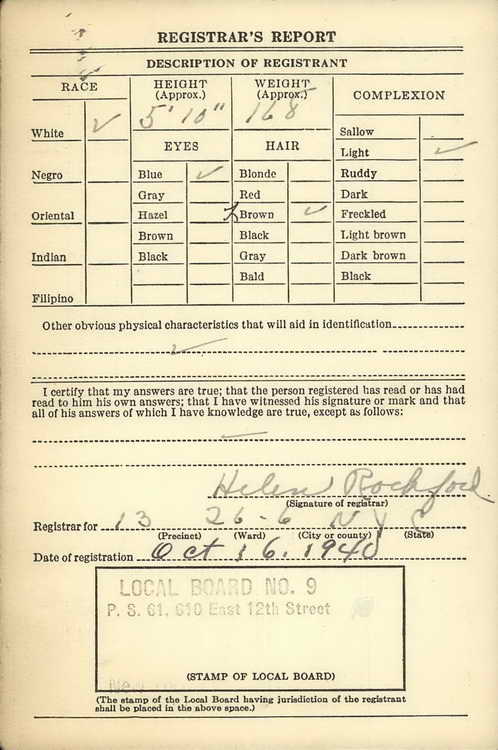 REGISTRAR'S REPORT
DESCRIPTION OF REGISTRANT
RACE
HEIGHT
(Approx.)
WEIGHT
(Approx.)
COMPLEXION
5' 10"
168
White ✓
Sallow
EYES
HAIR
Light ✓
Negro
Blue ✓
Blonde
Ruddy
Gray
Red
Dark
Oriental
Hazel
Brown ✓
Freckled
Brown
Black
Light brown
Indian
Black
Gray
Dark brown
Bald
Black
Filipino
Other obvious physical characteristics that will aid in identification
✓
I certify that my answers are true; that the person registered has read or has had
read to him his own answers; that I have witnessed his signature or mark and that
all of his answers of which I have knowledge are true, except as follows:
✓
Helen Rockford
(Signature of registrar)
Registrar for 13 26-6 N Y C
(Precinct) (Ward) (City or county) (State)
Date of registration Oct 16, 1940
LOCAL BOARD NO. 9
P. S. 61, 610 East 12th Street
New
(STAMP OF LOCAL BOARD)
(The stamp of the Local Board having jurisdiction of the registrant
shall be placed in the above space.)